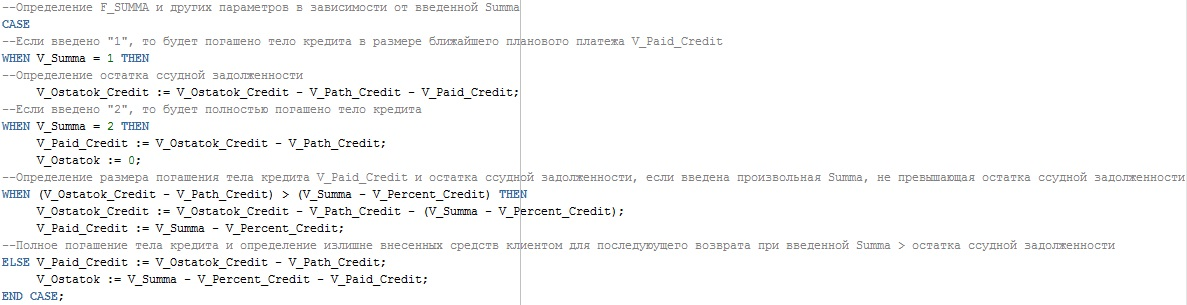 --Определение F_SUMMA и других параметров в зависимости от введенной Summa
CASE
--Если введено "1", то будет погашено тело кредита в размере ближайшего планового платежа V_Paid_Credit
WHEN V_Summa = 1 THEN
--Определение остатка ссудной задолженности
V_Ostatok_Credit := V_Ostatok_Credit - V_Path_Credit - V_Paid_Credit;
--Если введено "2", то будет полностью погашено тело кредита
WHEN V_Summa = 2 THEN
V_Paid_Credit := V_Ostatok_Credit - V_Path_Credit;
V_Ostatok := 0;
--Определение размера погашения тела кредита V_Paid_Credit и остатка ссудной задолженности, если введена произвольная Summa, не превышающая остатка ссудной задолженности
WHEN (V_Ostatok_Credit - V_Path_Credit) > (V_Summa - V_Percent_Credit) THEN
V_Ostatok_Credit := V_Ostatok_Credit - V_Path_Credit - (V_Summa - V_Percent_Credit);
V_Paid_Credit := V_Summa - V_Percent_Credit;
--Полное погашение тела кредита и определение излишне внесенных средств клиентом для последуюущего возврата при введенной Summa > остатка ссудной задолженности
ELSE V_Paid_Credit := V_Ostatok_Credit - V_Path_Credit;
V_Ostatok := V_Summa - V_Percent_Credit - V_Paid_Credit;
END CASE;